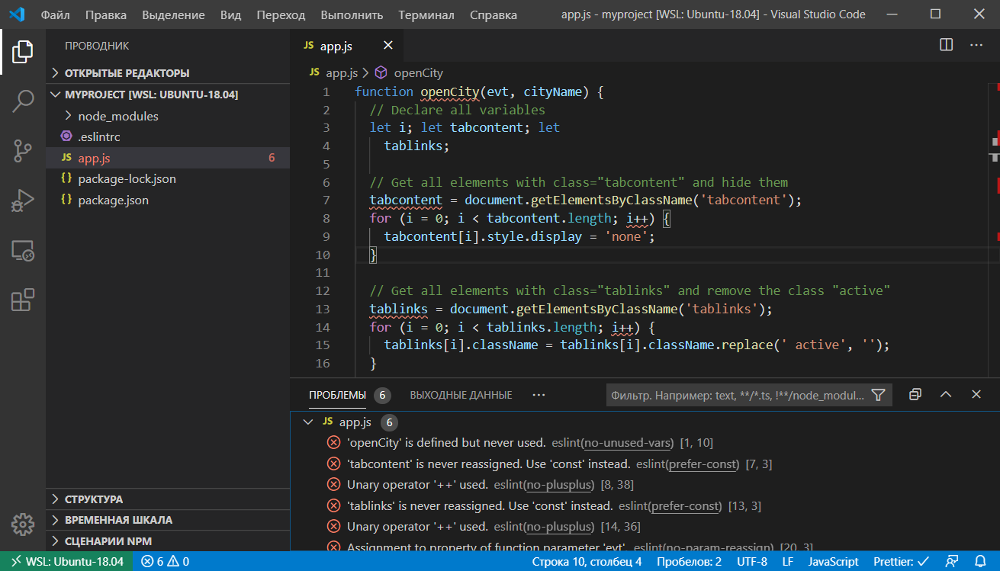 Файл Правка Выделение Вид Переход Выполнить Терминал Справка app.js - myproject [WSL: Ubuntu-18.04] - Visual Studio Code
ПРОВОДНИК
ОТКРЫТЫЕ РЕДАКТОРЫ
MYPROJECT [WSL: UBUNTU-18.04]
node_modules
.eslintrc
JS app.js 6
{} package-lock.json
{} package.json
СТРУКТУРА
ВРЕМЕННАЯ ШКАЛА
СЦЕНАРИИ NPM
JS app.js
JS app.js > openCity
1 function openCity(evt, cityName) {
2 // Declare all variables
3 let i; let tabcontent; let
4 tablinks;
5
6 // Get all elements with class="tabcontent" and hide them
7 tabcontent = document.getElementsByClassName('tabcontent');
8 for (i = 0; i < tabcontent.length; i++) {
9 tabcontent[i].style.display = 'none';
10 }
11
12 // Get all elements with class="tablinks" and remove the class "active"
13 tablinks = document.getElementsByClassName('tablinks');
14 for (i = 0; i < tablinks.length; i++) {
15 tablinks[i].className = tablinks[i].className.replace(' active', '');
16 }
ПРОБЛЕМЫ 6 ВЫХОДНЫЕ ДАННЫЕ ... Фильтр. Например: text, **/*.ts, !**/node_modul...
JS app.js 6
'openCity' is defined but never used. eslint(no-unused-vars) [1, 10]
'tabcontent' is never reassigned. Use 'const' instead. eslint(prefer-const) [7, 3]
Unary operator '++' used. eslint(no-plusplus) [8, 38]
'tablinks' is never reassigned. Use 'const' instead. eslint(prefer-const) [13, 3]
Unary operator '++' used. eslint(no-plusplus) [14, 36]
Assignment to property of function parameter 'evt'. eslint(no-param-reassign) [20, 3]
WSL: Ubuntu-18.04 6 0 Строка 10, столбец 4 Пробелов: 2 UTF-8 LF JavaScript Prettier: ✓